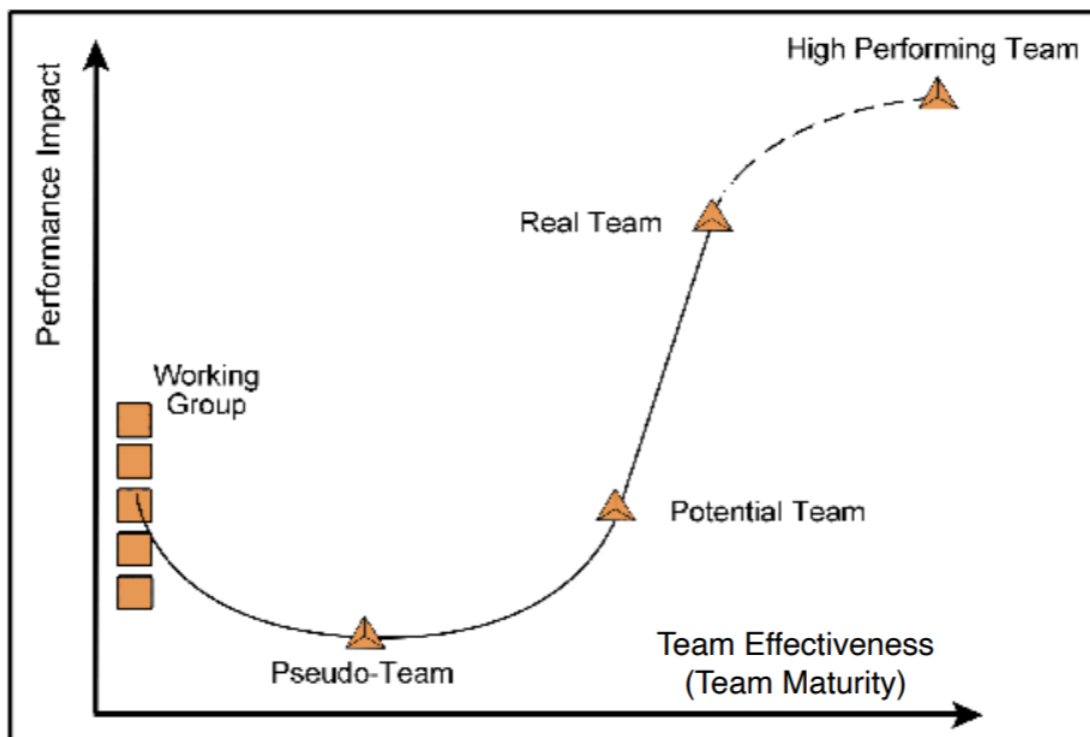 High Performing Team
Performance Impact
Real Team
Working
Group
Potential Team
Pseudo-Team
Team Effectiveness
(Team Maturity)